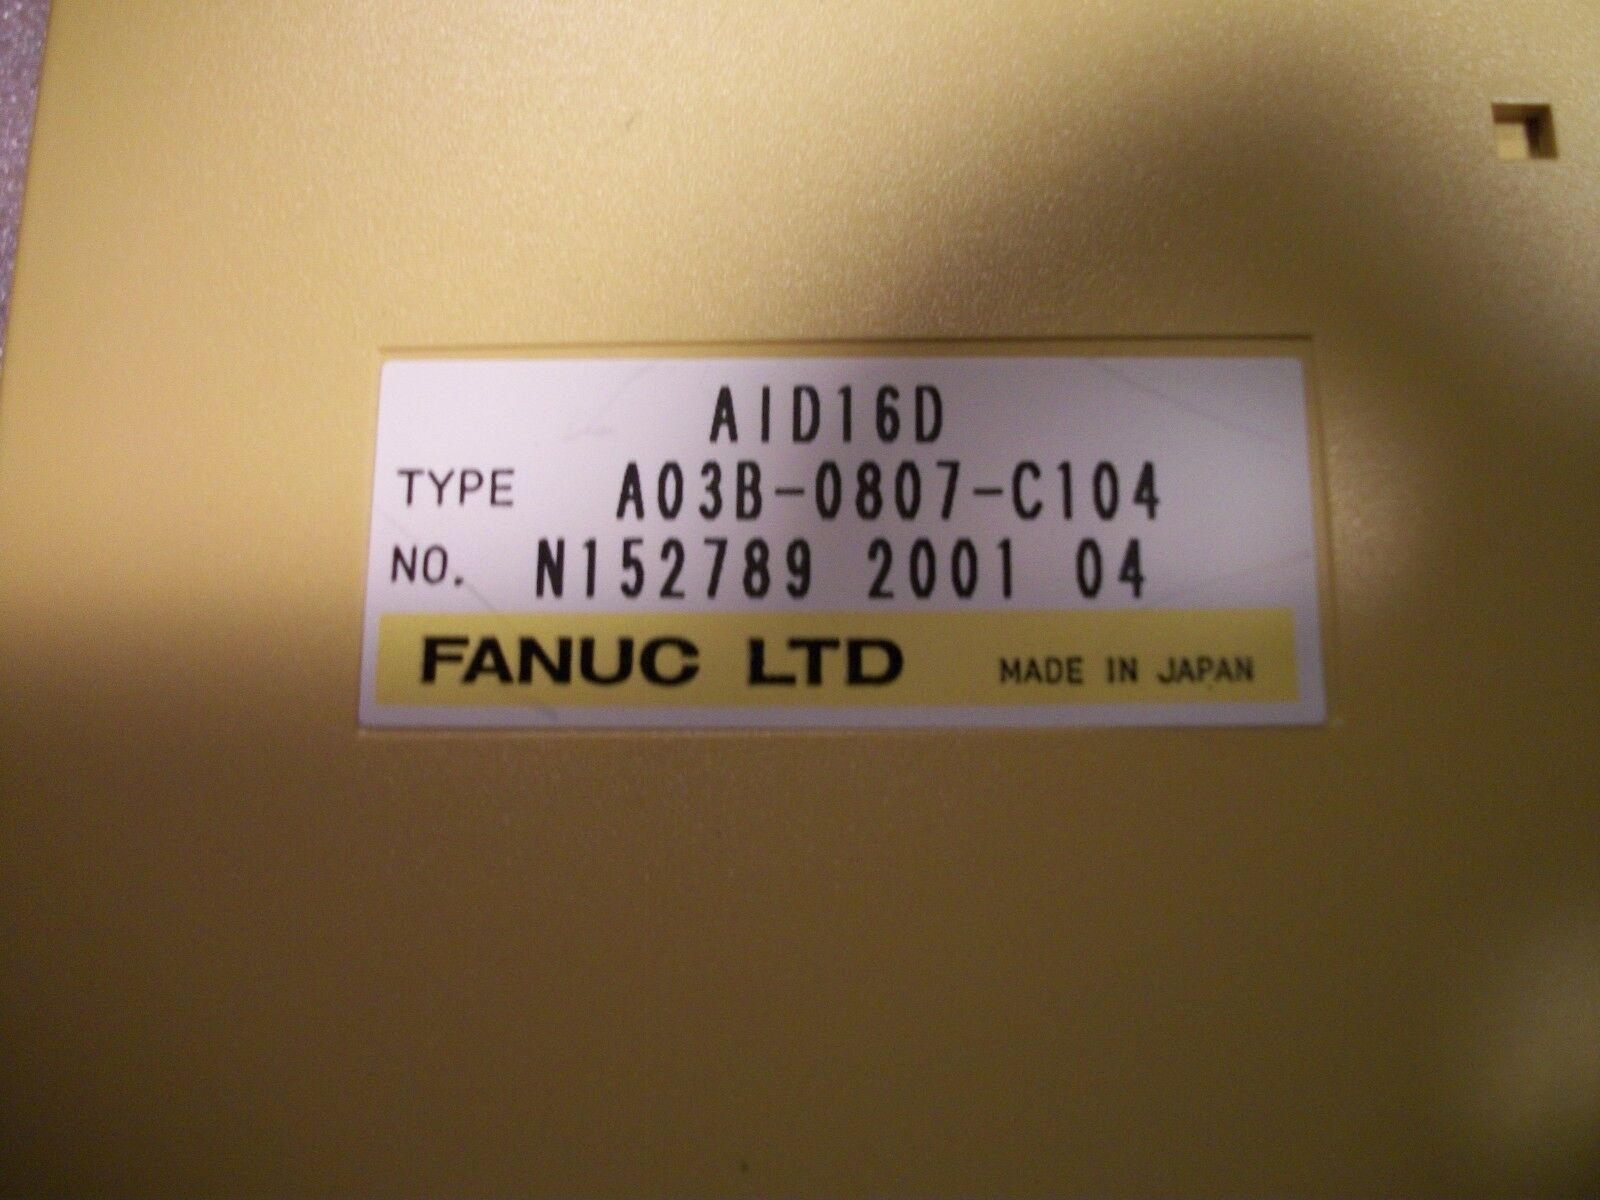 AID16D
TYPE A03B-0807-C104
NO. N152789 2001 04
FANUC LTD MADE IN JAPAN